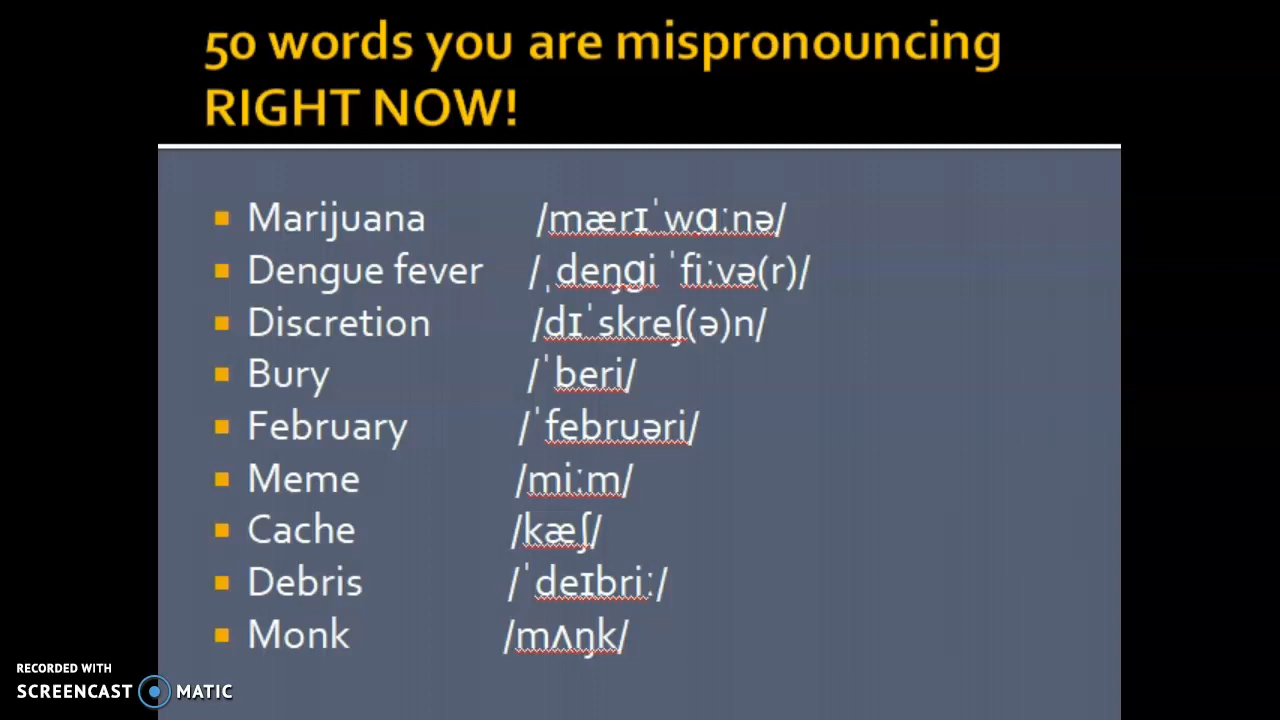 50 words you are mispronouncing
RIGHT NOW!
Marijuana /mærɪˈwɑːnə/
Dengue fever /ˌdeŋɡi ˈfiːvə(r)/
Discretion /dɪˈskreʃ(ə)n/
Bury /ˈberi/
February /ˈfebruəri/
Meme /miːm/
Cache /kæʃ/
Debris /ˈdeɪbriː/
Monk /mʌŋk/
RECORDED WITH
SCREENCAST MATIC